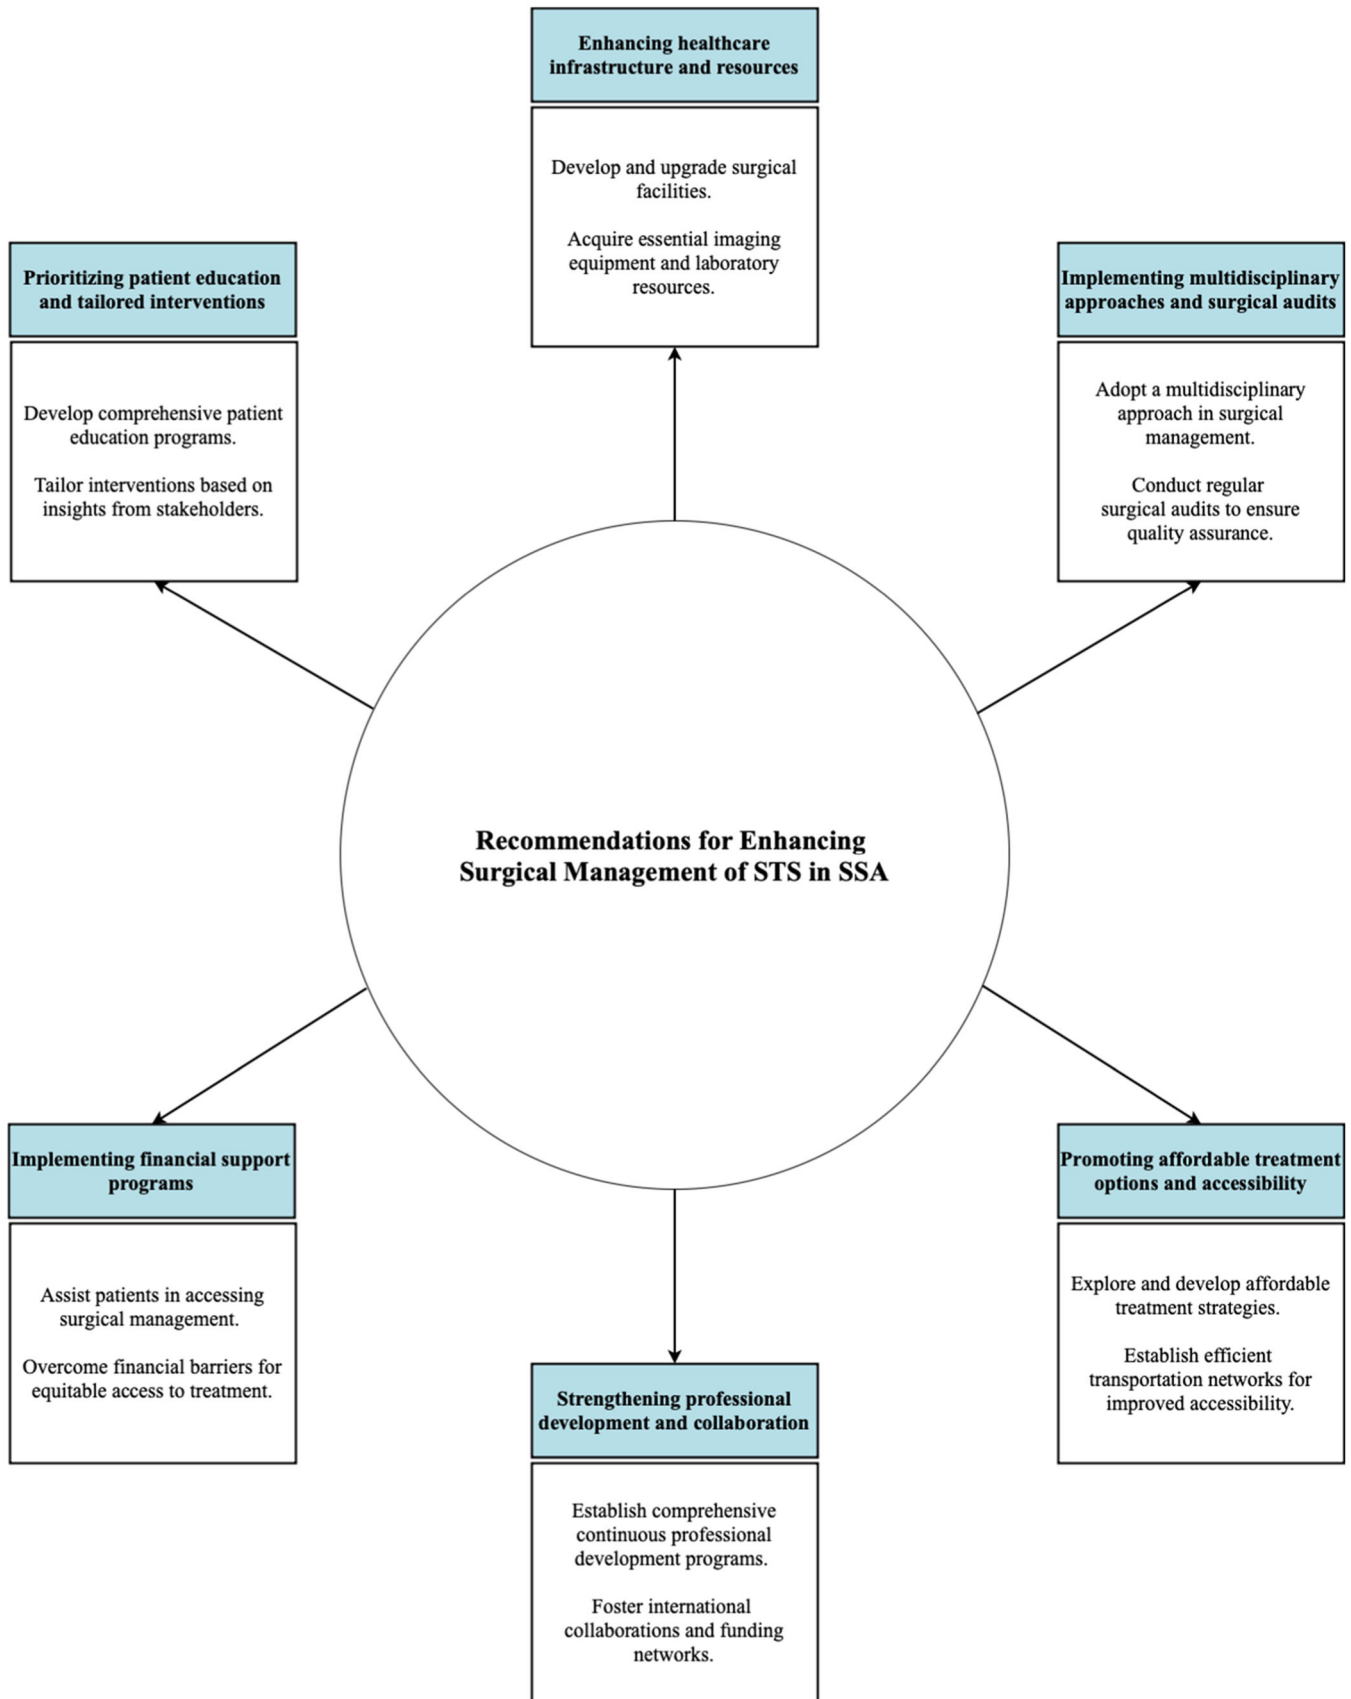 Enhancing healthcare
infrastructure and resources
Develop and upgrade surgical
facilities.
Acquire essential imaging
equipment and laboratory
resources.
Prioritizing patient education
and tailored interventions
Develop comprehensive patient
education programs.
Tailor interventions based on
insights from stakeholders.
Implementing multidisciplinary
approaches and surgical audits
Adopt a multidisciplinary
approach in surgical
management.
Conduct regular
surgical audits to ensure
quality assurance.
Recommendations for Enhancing
Surgical Management of STS in SSA
Implementing financial support
programs
Assist patients in accessing
surgical management.
Overcome financial barriers for
equitable access to treatment.
Promoting affordable treatment
options and accessibility
Explore and develop affordable
treatment strategies.
Establish efficient
transportation networks for
improved accessibility.
Strengthening professional
development and collaboration
Establish comprehensive
continuous professional
development programs.
Foster international
collaborations and funding
networks.